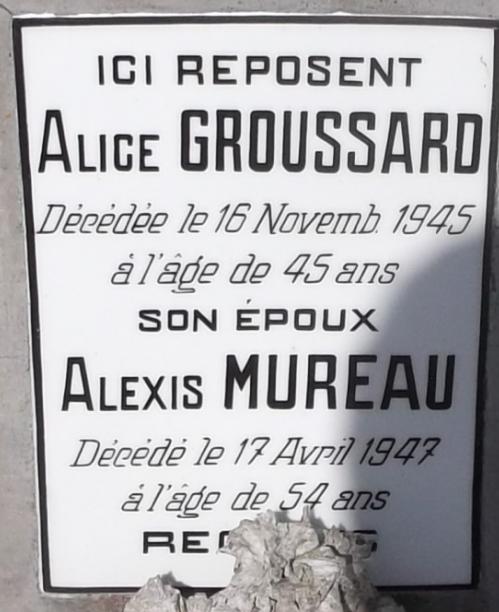 ICI REPOSENT
ALICE GROUSSARD
Décédée le 16 Novemb. 1945
à l'âge de 45 ans
SON ÉPOUX
ALEXIS MUREAU
Décédé le 17 Avril 1947
à l'âge de 54 ans